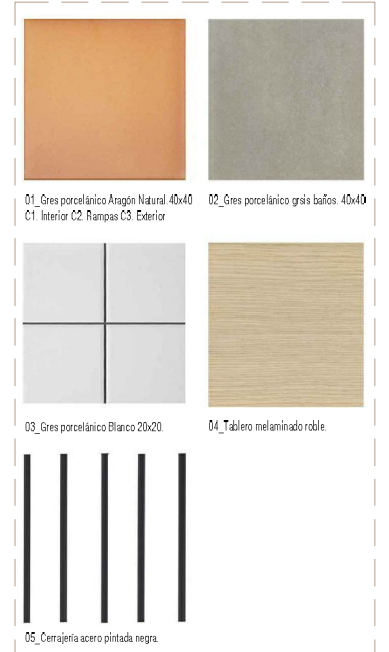 01_Gres porcelánico Aragón Natural.40x40
C1. Interior C2. Rampas C3. Exterior
02_Gres porcelánico grsis baños. 40x40
03_Gres porcelánico Blanco 20x20.
04_Tablero melaminado roble.
05_Cerrajería acero pintada negra.